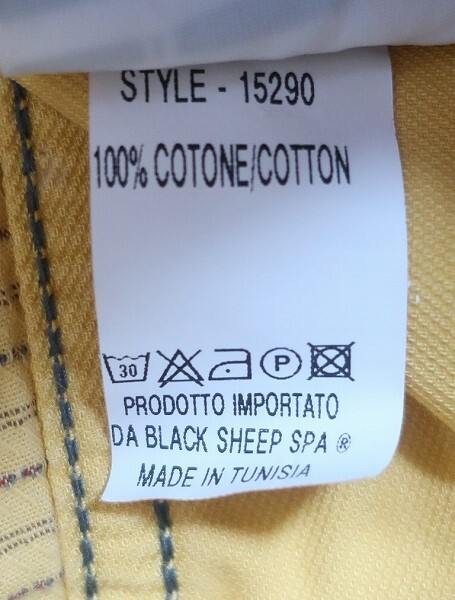 STYLE - 15290
100% COTONE/COTTON
30 P
PRODOTTO IMPORTATO
DA BLACK SHEEP SPA ®
MADE IN TUNISIA